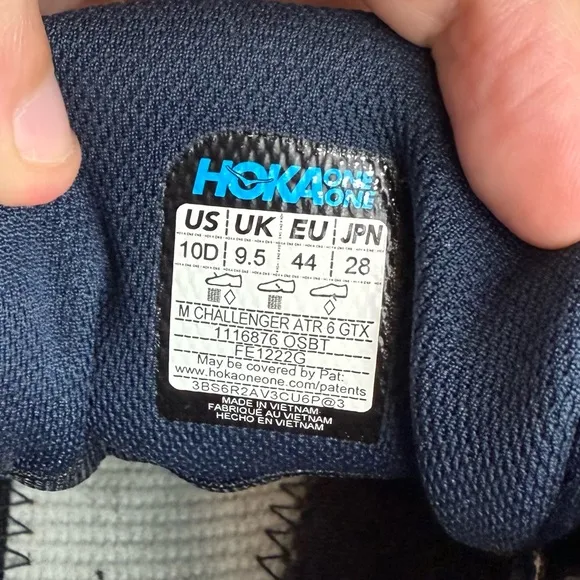 HOKA ONE ONE
US UK EU JPN
10D 9.5 44 28
M CHALLENGER ATR 6 GTX
1116876 OSBT
FE1222G
May be covered by Pat:
www.hokaoneone.com/patents
3BS6R2AV3CU6P@3
MADE IN VIETNAM
FABRIQUÉ AU VIETNAM
HECHO EN VIETNAM